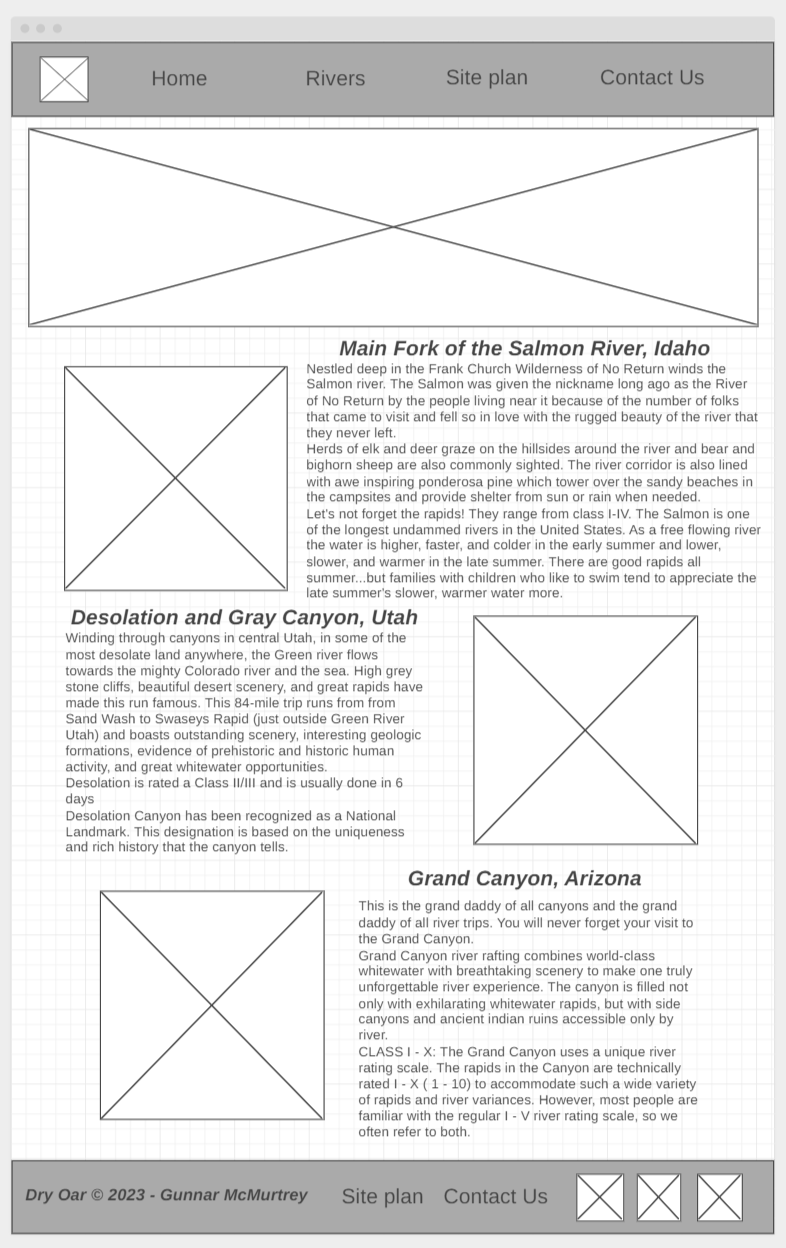 Home Rivers Site plan Contact Us
Main Fork of the Salmon River, Idaho
Nestled deep in the Frank Church Wilderness of No Return winds the
Salmon river. The Salmon was given the nickname long ago as the River
of No Return by the people living near it because of the number of folks
that came to visit and fell so in love with the rugged beauty of the river that
they never left.
Herds of elk and deer graze on the hillsides around the river and bear and
bighorn sheep are also commonly sighted. The river corridor is also lined
with awe inspiring ponderosa pine which tower over the sandy beaches in
the campsites and provide shelter from sun or rain when needed.
Let's not forget the rapids! They range from class I-IV. The Salmon is one
of the longest undammed rivers in the United States. As a free flowing river
the water is higher, faster, and colder in the early summer and lower,
slower, and warmer in the late summer. There are good rapids all
summer...but families with children who like to swim tend to appreciate the
late summer's slower, warmer water more.
Desolation and Gray Canyon, Utah
Winding through canyons in central Utah, in some of the
most desolate land anywhere, the Green river flows
towards the mighty Colorado river and the sea. High grey
stone cliffs, beautiful desert scenery, and great rapids have
made this run famous. This 84-mile trip runs from from
Sand Wash to Swaseys Rapid (just outside Green River
Utah) and boasts outstanding scenery, interesting geologic
formations, evidence of prehistoric and historic human
activity, and great whitewater opportunities.
Desolation is rated a Class II/III and is usually done in 6
days
Desolation Canyon has been recognized as a National
Landmark. This designation is based on the uniqueness
and rich history that the canyon tells.
Grand Canyon, Arizona
This is the grand daddy of all canyons and the grand
daddy of all river trips. You will never forget your visit to
the Grand Canyon.
Grand Canyon river rafting combines world-class
whitewater with breathtaking scenery to make one truly
unforgettable river experience. The canyon is filled not
only with exhilarating whitewater rapids, but with side
canyons and ancient indian ruins accessible only by
river.
CLASS I - X: The Grand Canyon uses a unique river
rating scale. The rapids in the Canyon are technically
rated I - X ( 1 - 10) to accommodate such a wide variety
of rapids and river variances. However, most people are
familiar with the regular I - V river rating scale, so we
often refer to both.
Dry Oar © 2023 - Gunnar McMurtrey Site plan Contact Us